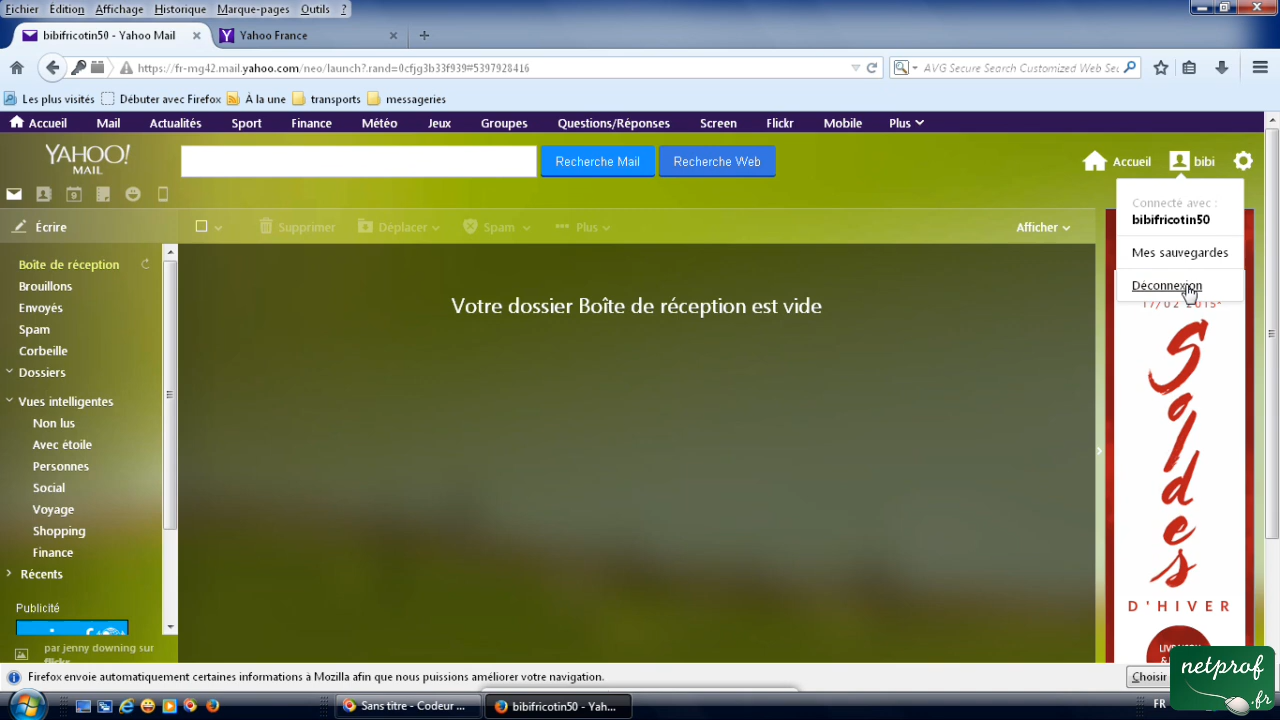 Fichier Édition Affichage Historique Marque-pages Outils ?
bibifricotin50 - Yahoo Mail × Yahoo France × +
https://fr-mg42.mail.yahoo.com/neo/launch?.rand=0cfjg3b33f939#5397928416 AVG Secure Search Customized Web Sec
Les plus visités Débuter avec Firefox À la une transports messageries
Accueil Mail Actualités Sport Finance Météo Jeux Groupes Questions/Réponses Screen Flickr Mobile Plus
YAHOO!
MAIL
Recherche Mail Recherche Web Accueil bibi
Connecté avec :
bibifricotin50
Mes sauvegardes
Déconnexion
Écrire Supprimer Déplacer Spam Plus Afficher
Boîte de réception
Brouillons
Envoyés
Spam
Corbeille
Dossiers
Vues intelligentes
Non lus
Avec étoile
Personnes
Social
Voyage
Shopping
Finance
Récents
Publicité
par jenny downing sur
flickr
Votre dossier Boîte de réception est vide
17/02 2015*
Soldes
D'HIVER
Firefox envoie automatiquement certaines informations à Mozilla afin que nous puissions améliorer votre navigation. Choisir
netprof
.fr
Sans titre - Codeur ... bibifricotin50 - Yah... FR